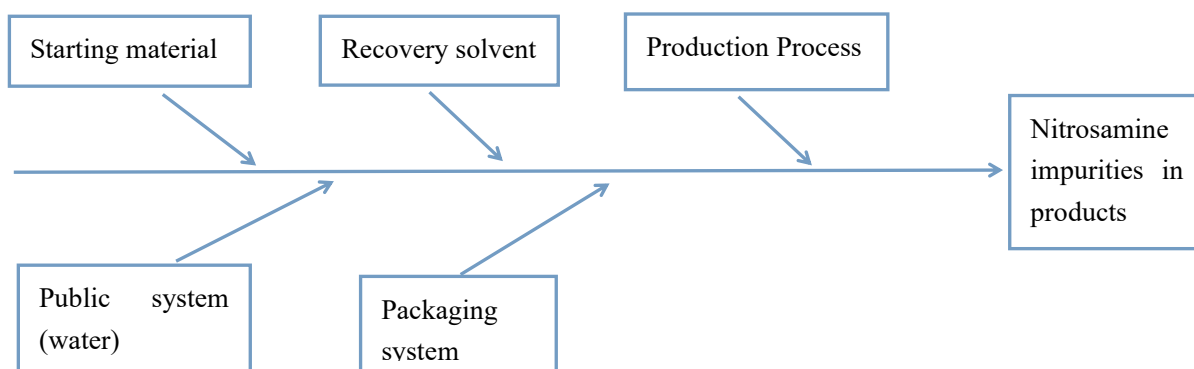 Starting material
Recovery solvent
Production Process
Nitrosamine
impurities in
products
Public system
(water)
Packaging
system